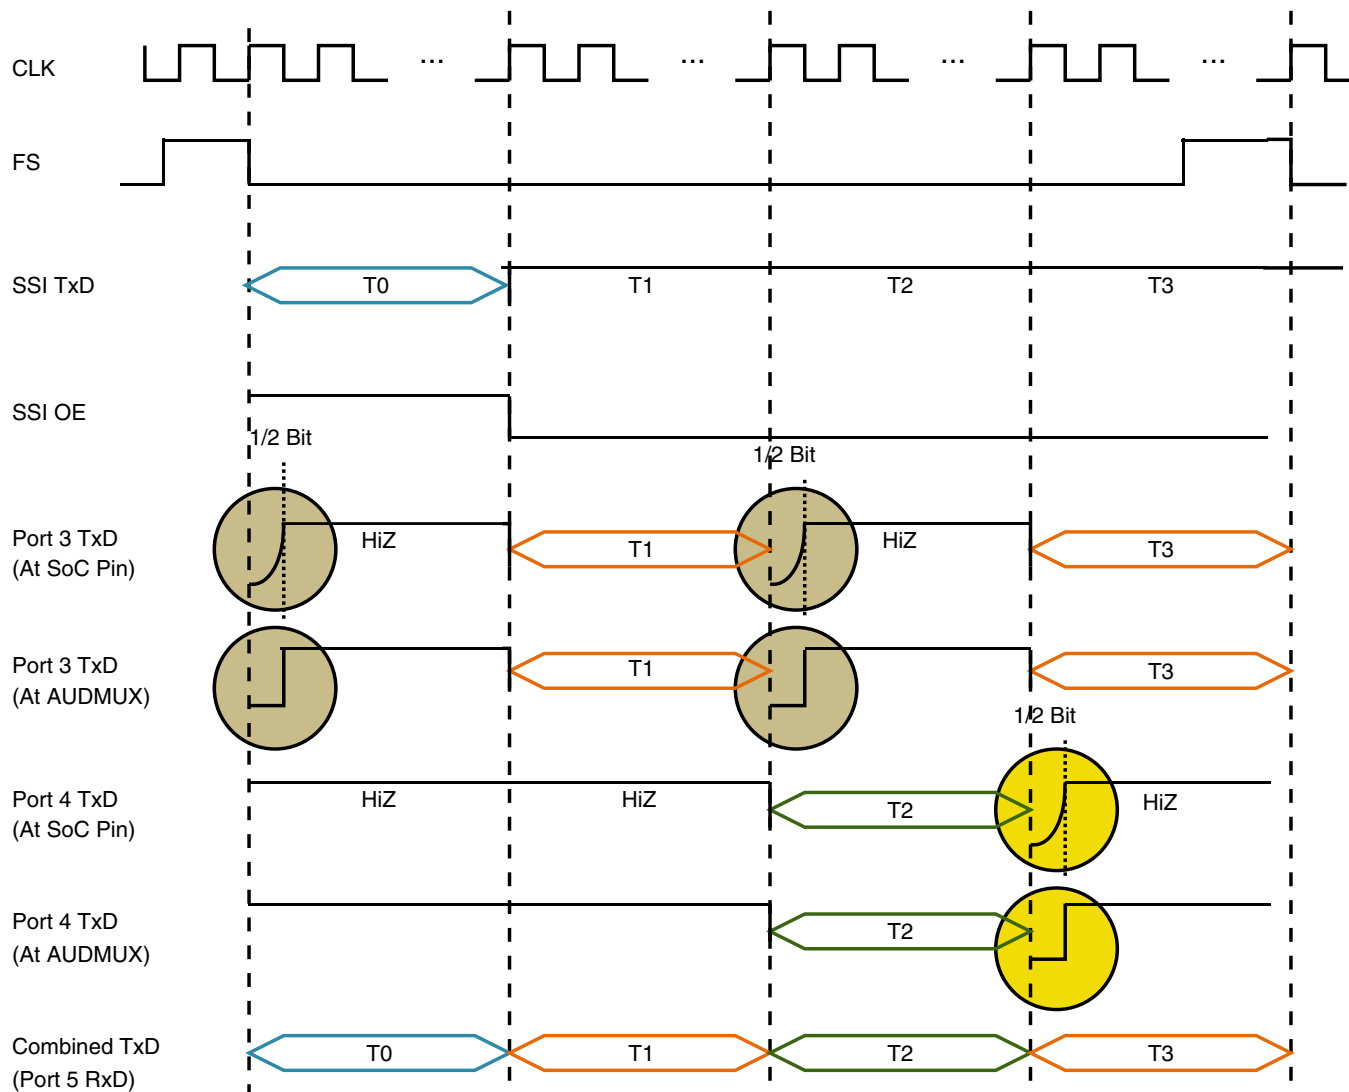 CLK ... ... ... ...
FS
SSI TxD T0 T1 T2 T3
SSI OE
1/2 Bit 1/2 Bit
Port 3 TxD HiZ T1 HiZ T3
(At SoC Pin)
Port 3 TxD T1 T3
(At AUDMUX)
1/2 Bit
Port 4 TxD HiZ HiZ T2 HiZ
(At SoC Pin)
Port 4 TxD T2
(At AUDMUX)
Combined TxD T0 T1 T2 T3
(Port 5 RxD)